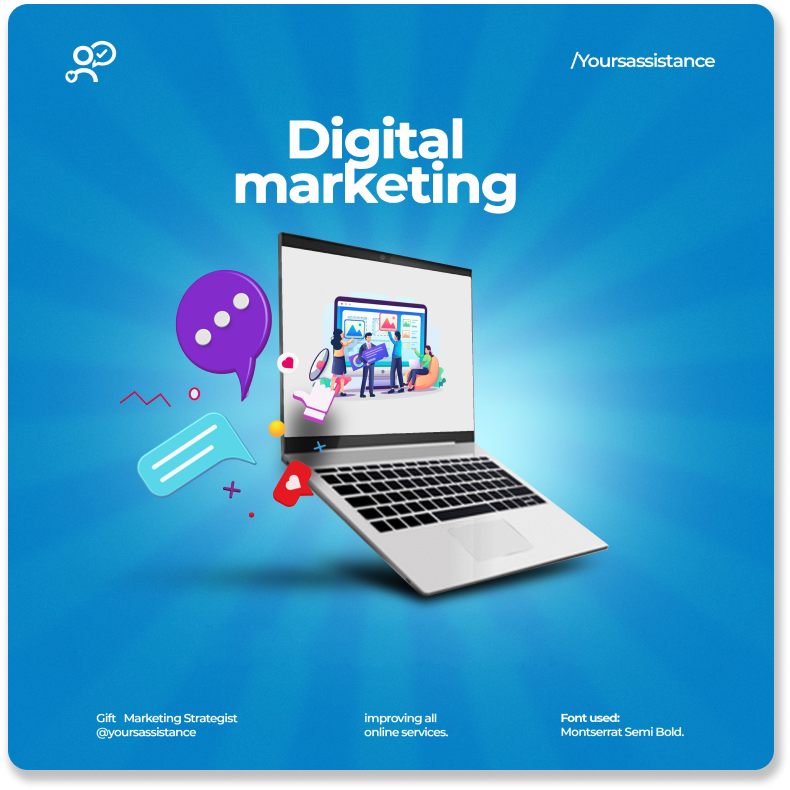 /Yoursassistance
Digital
marketing
Gift Marketing Strategist
@yoursassistance
improving all
online services.
Font used:
Montserrat Semi Bold.